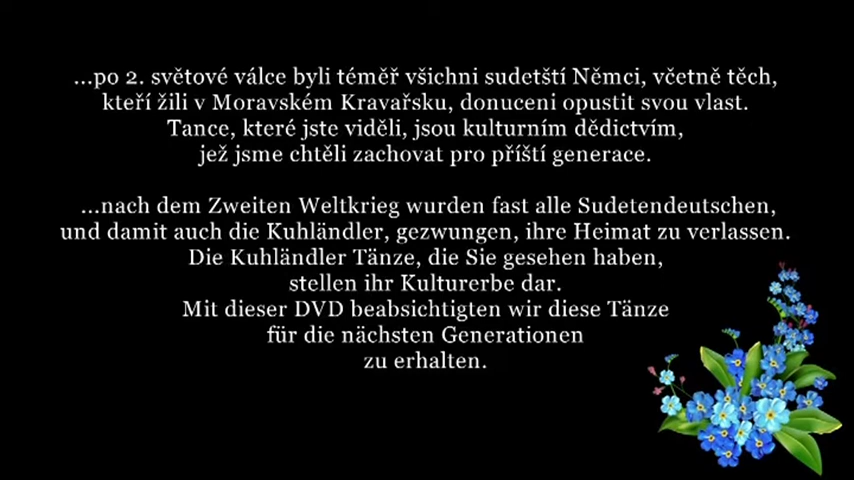 ...po 2. světové válce byli téměř všichni sudetští Němci, včetně těch,
kteří žili v Moravském Kravařsku, donuceni opustit svou vlast.
Tance, které jste viděli, jsou kulturním dědictvím,
jež jsme chtěli zachovat pro příští generace.
...nach dem Zweiten Weltkrieg wurden fast alle Sudetendeutschen,
und damit auch die Kuhländler, gezwungen, ihre Heimat zu verlassen.
Die Kuhländler Tänze, die Sie gesehen haben,
stellen ihr Kulturerbe dar.
Mit dieser DVD beabsichtigten wir diese Tänze
für die nächsten Generationen
zu erhalten.